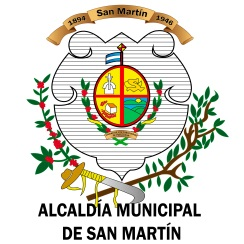 1894 San Martín 1946
ALCALDÍA MUNICIPAL
DE SAN MARTÍN